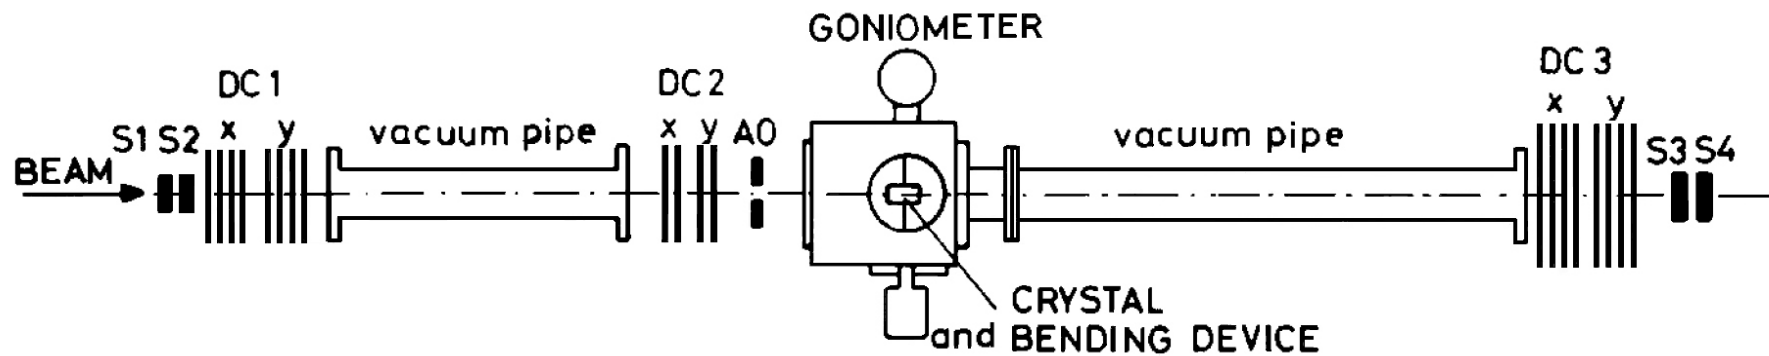 GONIOMETER
DC 1
DC 2
DC 3
x y
x y
x y
S1 S2
vacuum pipe
AO
vacuum pipe
S3 S4
BEAM
CRYSTAL
and BENDING DEVICE